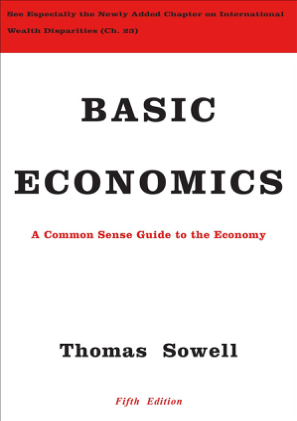 See Especially the Newly Added Chapter on International
Wealth Disparities (Ch. 23)
BASIC
ECONOMICS
A Common Sense Guide to the Economy
Thomas Sowell
Fifth Edition